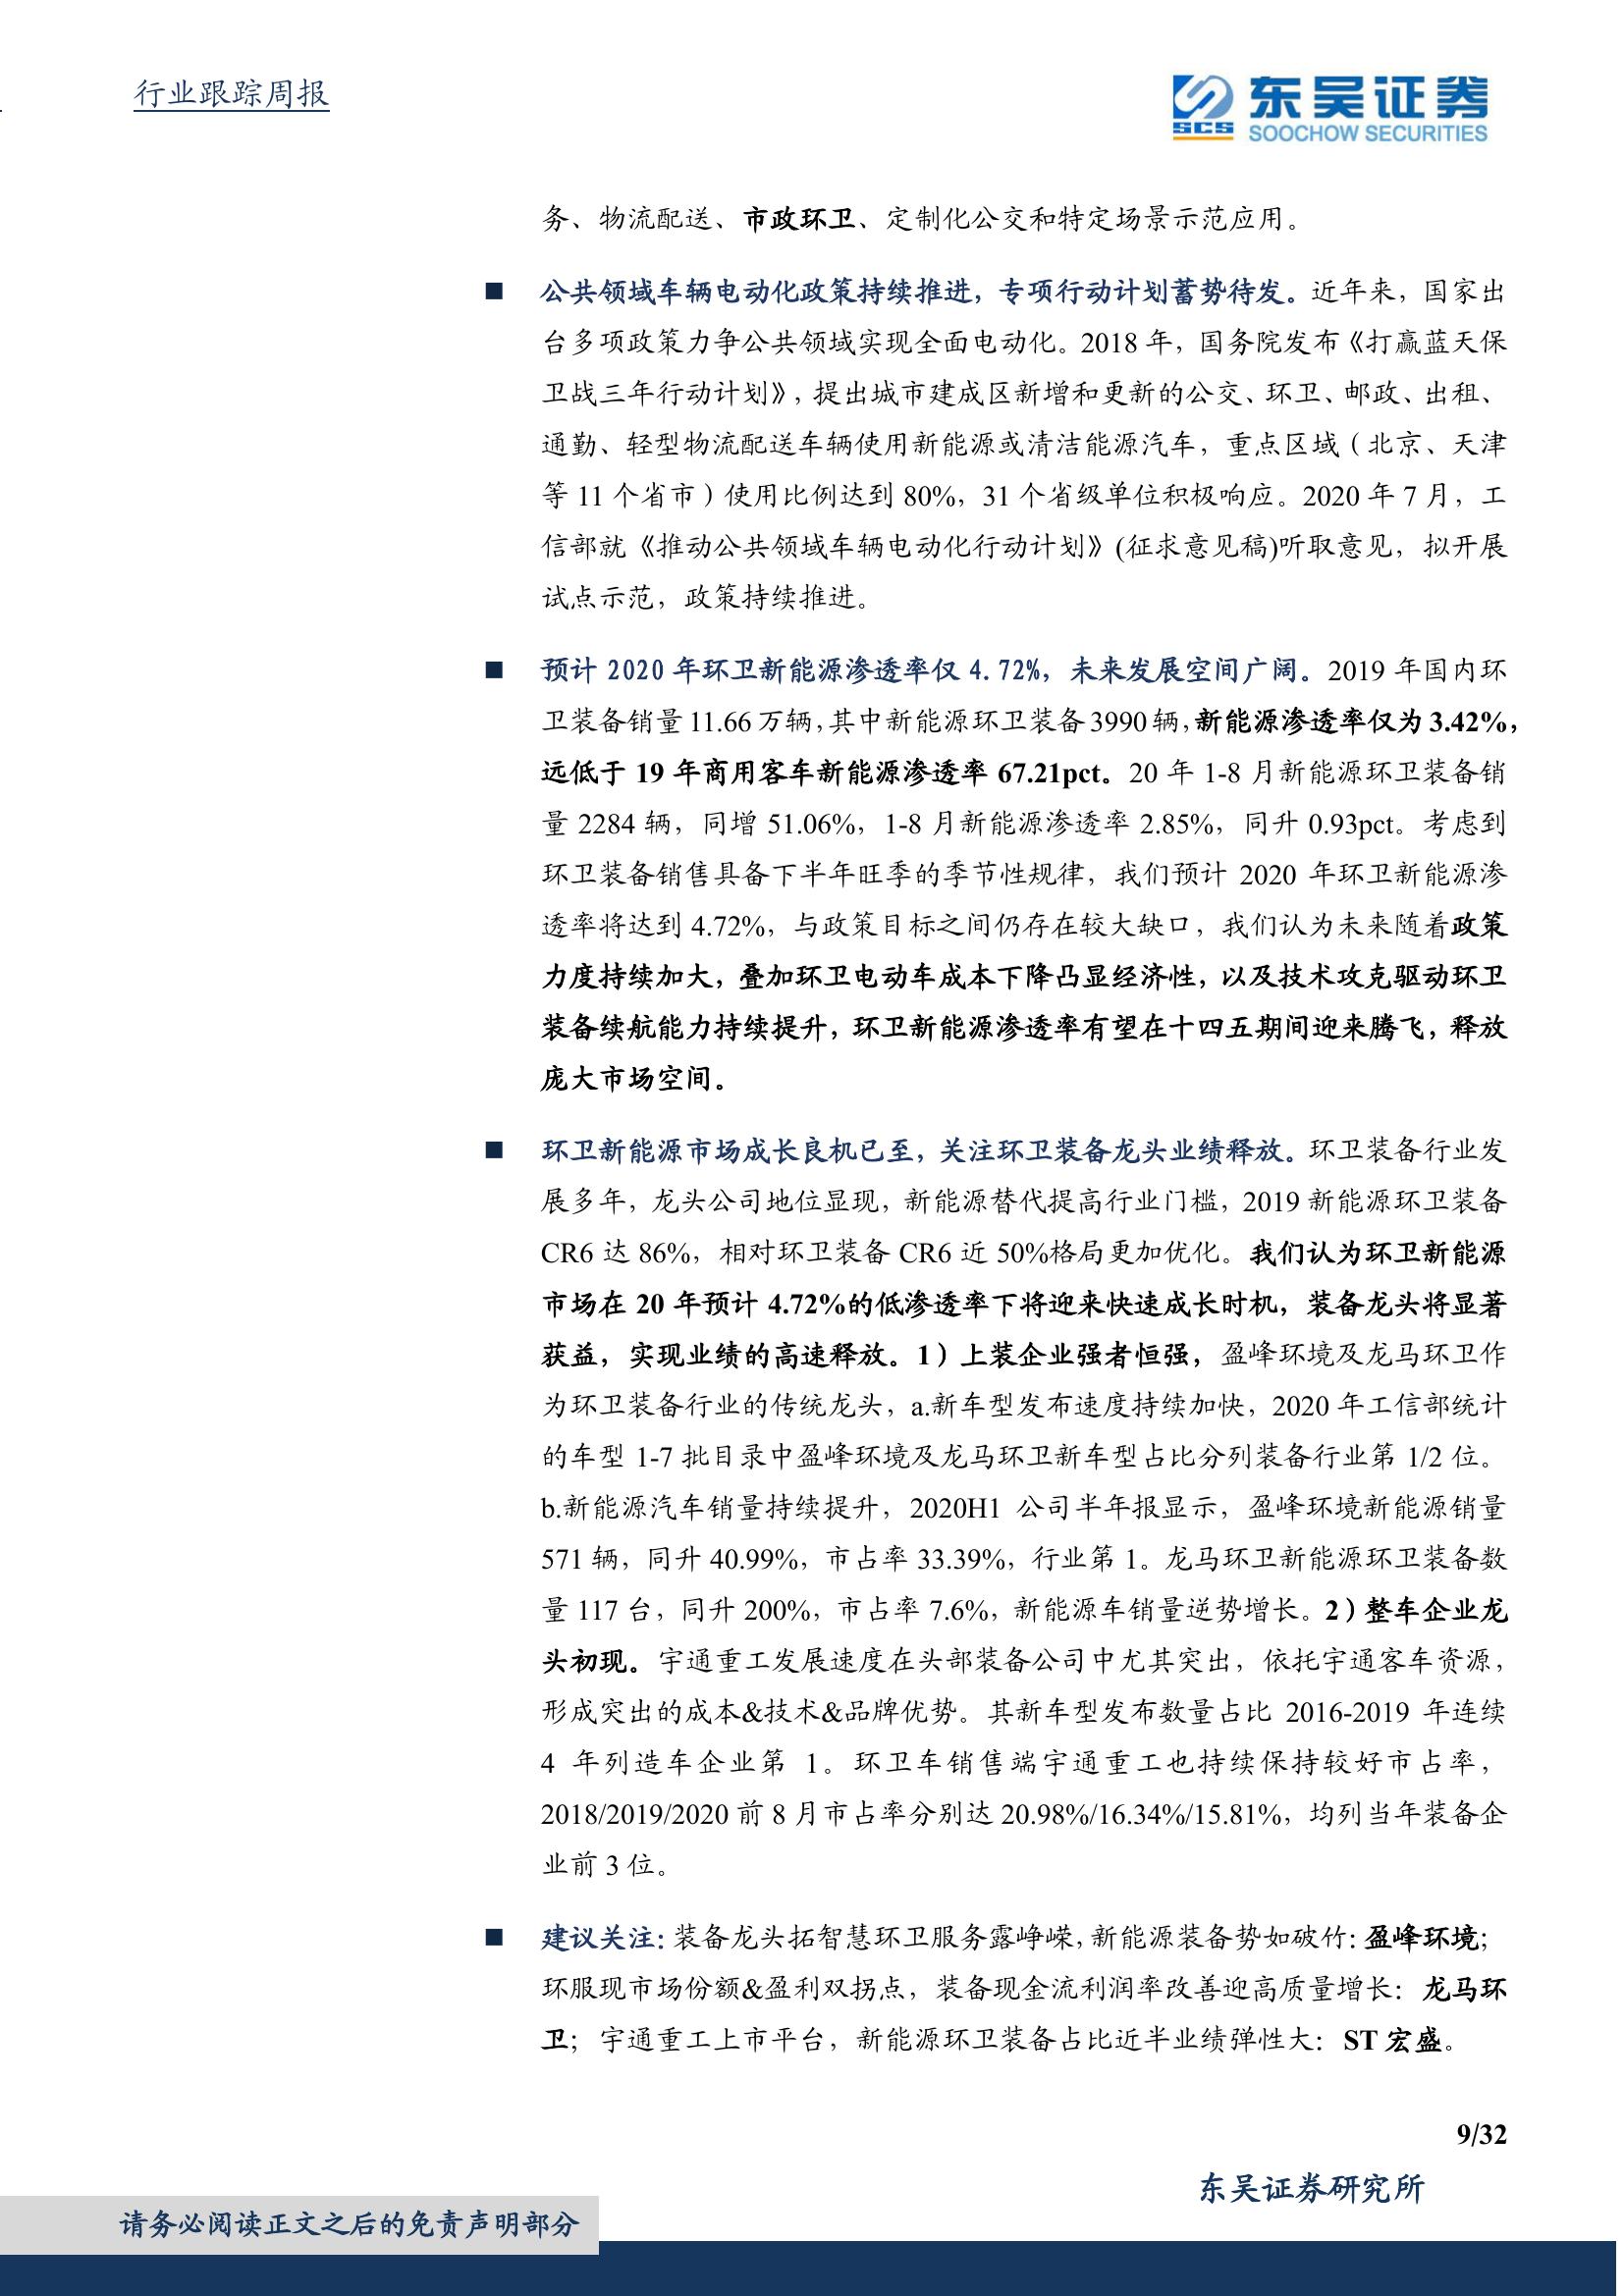 行业跟踪周报
东吴证券
SCS
SOOCHOW SECURITIES
务、物流配送、市政环卫、定制化公交和特定场景示范应用。
■ 公共领域车辆电动化政策持续推进，专项行动计划蓄势待发。近年来，国家出
台多项政策力争公共领域实现全面电动化。2018 年，国务院发布《打赢蓝天保
卫战三年行动计划》，提出城市建成区新增和更新的公交、环卫、邮政、出租、
通勤、轻型物流配送车辆使用新能源或清洁能源汽车，重点区域（北京、天津
等 11 个省市）使用比例达到 80%，31 个省级单位积极响应。2020 年 7 月，工
信部就《推动公共领域车辆电动化行动计划》(征求意见稿)听取意见，拟开展
试点示范，政策持续推进。
■ 预计 2020 年环卫新能源渗透率仅 4.72%，未来发展空间广阔。2019 年国内环
卫装备销量 11.66 万辆，其中新能源环卫装备 3990 辆，新能源渗透率仅为 3.42%，
远低于 19 年商用客车新能源渗透率 67.21pct。20 年 1-8 月新能源环卫装备销
量 2284 辆，同增 51.06%，1-8 月新能源渗透率 2.85%，同升 0.93pct。考虑到
环卫装备销售具备下半年旺季的季节性规律，我们预计 2020 年环卫新能源渗
透率将达到 4.72%，与政策目标之间仍存在较大缺口，我们认为未来随着政策
力度持续加大，叠加环卫电动车成本下降凸显经济性，以及技术攻克驱动环卫
装备续航能力持续提升，环卫新能源渗透率有望在十四五期间迎来腾飞，释放
庞大市场空间。
■ 环卫新能源市场成长良机已至，关注环卫装备龙头业绩释放。环卫装备行业发
展多年，龙头公司地位显现，新能源替代提高行业门槛，2019 新能源环卫装备
CR6 达 86%，相对环卫装备 CR6 近 50%格局更加优化。我们认为环卫新能源
市场在 20 年预计 4.72%的低渗透率下将迎来快速成长时机，装备龙头将显著
获益，实现业绩的高速释放。1）上装企业强者恒强，盈峰环境及龙马环卫作
为环卫装备行业的传统龙头，a.新车型发布速度持续加快，2020 年工信部统计
的车型 1-7 批目录中盈峰环境及龙马环卫新车型占比分列装备行业第 1/2 位。
b.新能源汽车销量持续提升，2020H1 公司半年报显示，盈峰环境新能源销量
571 辆，同升 40.99%，市占率 33.39%，行业第 1。龙马环卫新能源环卫装备数
量 117 台，同升 200%，市占率 7.6%，新能源车销量逆势增长。2）整车企业龙
头初现。宇通重工发展速度在头部装备公司中尤其突出，依托宇通客车资源，
形成突出的成本&技术&品牌优势。其新车型发布数量占比 2016-2019 年连续
4 年列造车企业第 1。环卫车销售端宇通重工也持续保持较好市占率，
2018/2019/2020 前 8 月市占率分别达 20.98%/16.34%/15.81%，均列当年装备企
业前 3 位。
■ 建议关注：装备龙头拓智慧环卫服务露峥嵘，新能源装备势如破竹：盈峰环境；
环服现市场份额&盈利双拐点，装备现金流利润率改善迎高质量增长：龙马环
卫；宇通重工上市平台，新能源环卫装备占比近半业绩弹性大：ST 宏盛。
9/32
东吴证券研究所
请务必阅读正文之后的免责声明部分